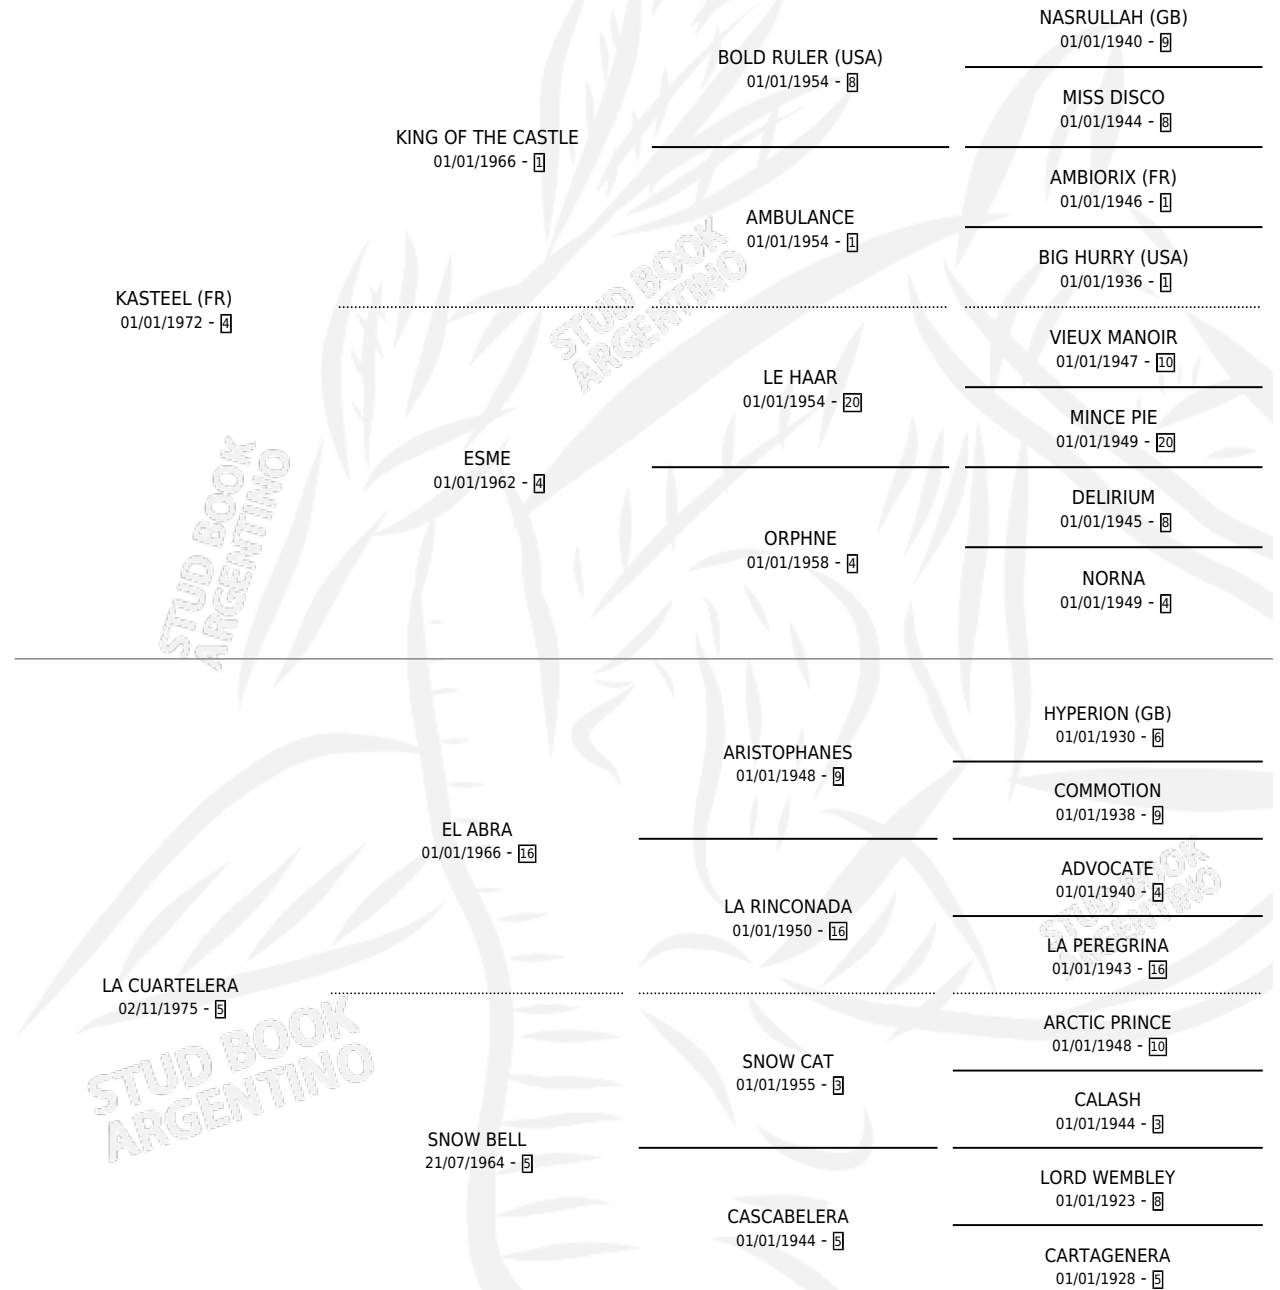 NASRULLAH (GB)
01/01/1940 - 9
BOLD RULER (USA)
01/01/1954 - 8
MISS DISCO
01/01/1944 - 8
KING OF THE CASTLE
01/01/1966 - 1
AMBIORIX (FR)
01/01/1946 - 1
AMBULANCE
01/01/1954 - 1
BIG HURRY (USA)
01/01/1936 - 1
KASTEEL (FR)
01/01/1972 - 4
VIEUX MANOIR
01/01/1947 - 10
LE HAAR
01/01/1954 - 20
MINCE PIE
01/01/1949 - 20
ESME
01/01/1962 - 4
DELIRIUM
01/01/1945 - 8
ORPHNE
01/01/1958 - 4
NORNA
01/01/1949 - 4
STUD BOOK
ARGENTINO
STUD BOOK
ARGENTINO
HYPERION (GB)
01/01/1930 - 6
ARISTOPHANES
01/01/1948 - 9
COMMOTION
01/01/1938 - 9
EL ABRA
01/01/1966 - 16
ADVOCATE
01/01/1940 - 4
LA RINCONADA
01/01/1950 - 16
LA PEREGRINA
01/01/1943 - 16
LA CUARTELERA
02/11/1975 - 5
ARCTIC PRINCE
01/01/1948 - 10
SNOW CAT
01/01/1955 - 3
CALASH
01/01/1944 - 3
SNOW BELL
21/07/1964 - 5
LORD WEMBLEY
01/01/1923 - 8
CASCABELERA
01/01/1944 - 5
CARTAGENERA
01/01/1928 - 5
STUD BOOK
ARGENTINO
STUD BOOK
ARGENTINO